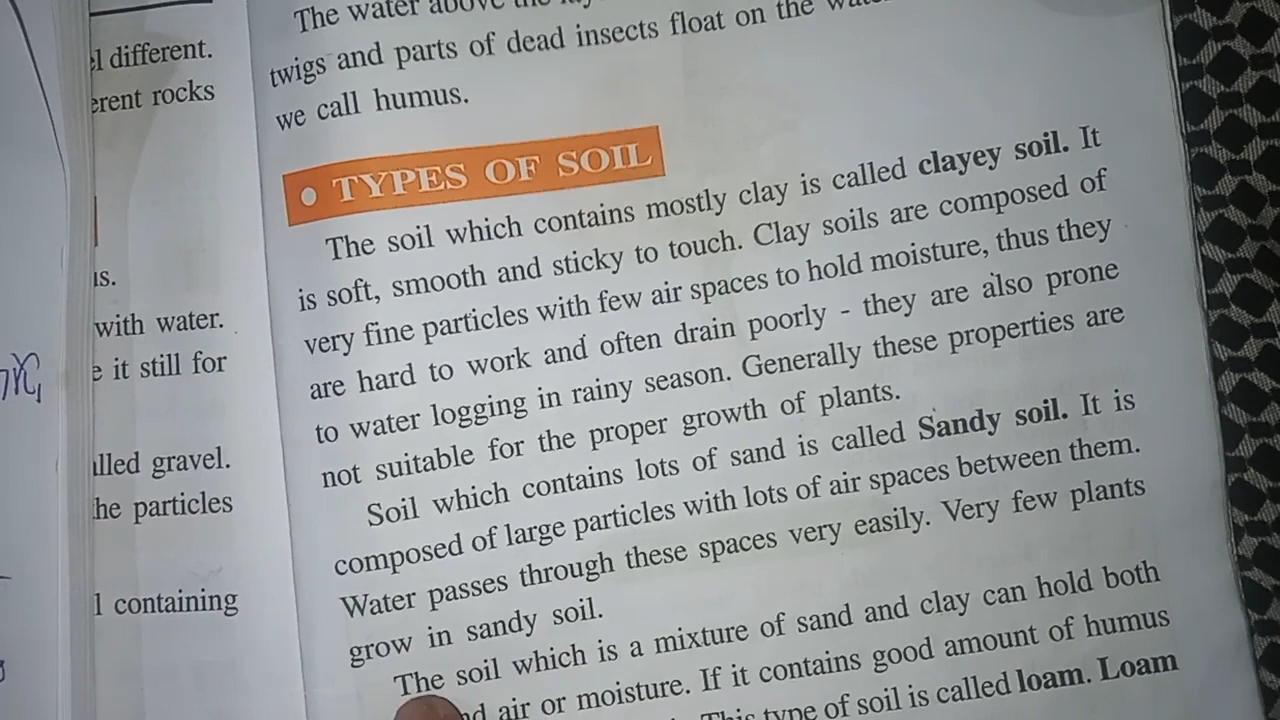 el different.
erent rocks
us.
with water.
e it still for
alled gravel.
he particles
l containing
The water above the
twigs and parts of dead insects float on the
we call humus.
• TYPES OF SOIL
The soil which contains mostly clay is called clayey soil. It
is soft, smooth and sticky to touch. Clay soils are composed of
very fine particles with few air spaces to hold moisture, thus they
are hard to work and often drain poorly - they are also prone
to water logging in rainy season. Generally these properties are
not suitable for the proper growth of plants.
Soil which contains lots of sand is called Sandy soil. It is
composed of large particles with lots of air spaces between them.
Water passes through these spaces very easily. Very few plants
grow in sandy soil.
The soil which is a mixture of sand and clay can hold both
air or moisture. If it contains good amount of humus
This type of soil is called loam. Loam